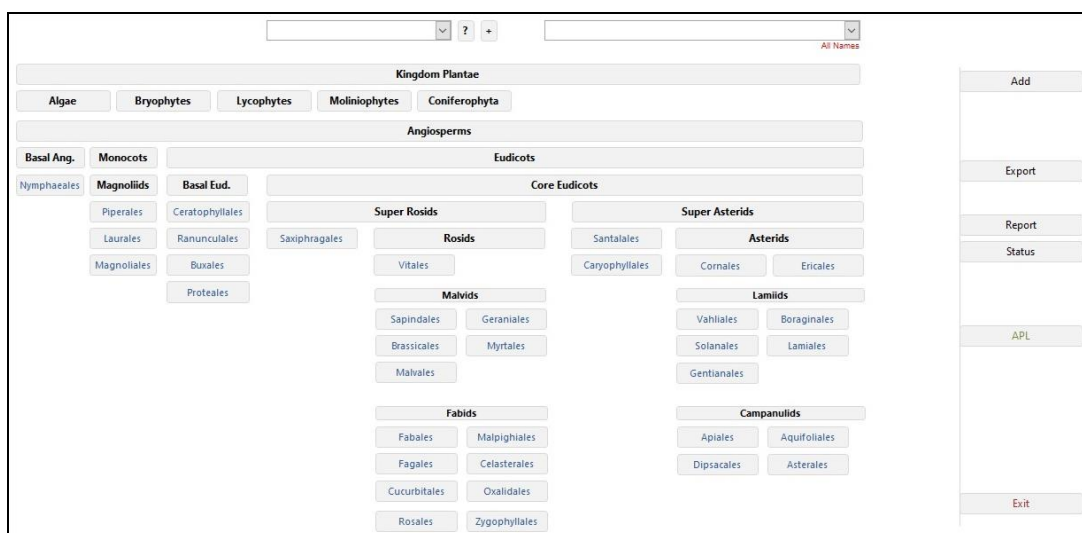 ? +
All Names
Kingdom Plantae
Add
Algae Bryophytes Lycophytes Moliniophytes Coniferophyta
Angiosperms
Basal Ang. Monocots Eudicots
Export
Nymphaeales Magnoliids Basal Eud. Core Eudicots
Piperales Ceratophyllales Super Rosids Super Asterids
Report
Laurales Ranunculales Saxiphragales Rosids Santalales Asterids
Status
Magnoliales Buxales Vitales Caryophyllales Cornales Ericales
Proteales Malvids Lamiids
Sapindales Geraniales Vahliales Boraginales
APL
Brassicales Myrtales Solanales Lamiales
Malvales Gentianales
Fabids Campanulids
Fabales Malpighiales Apiales Aquifoliales
Fagales Celasterales Dipsacales Asterales
Cucurbitales Oxalidales
Exit
Rosales Zygophyllales